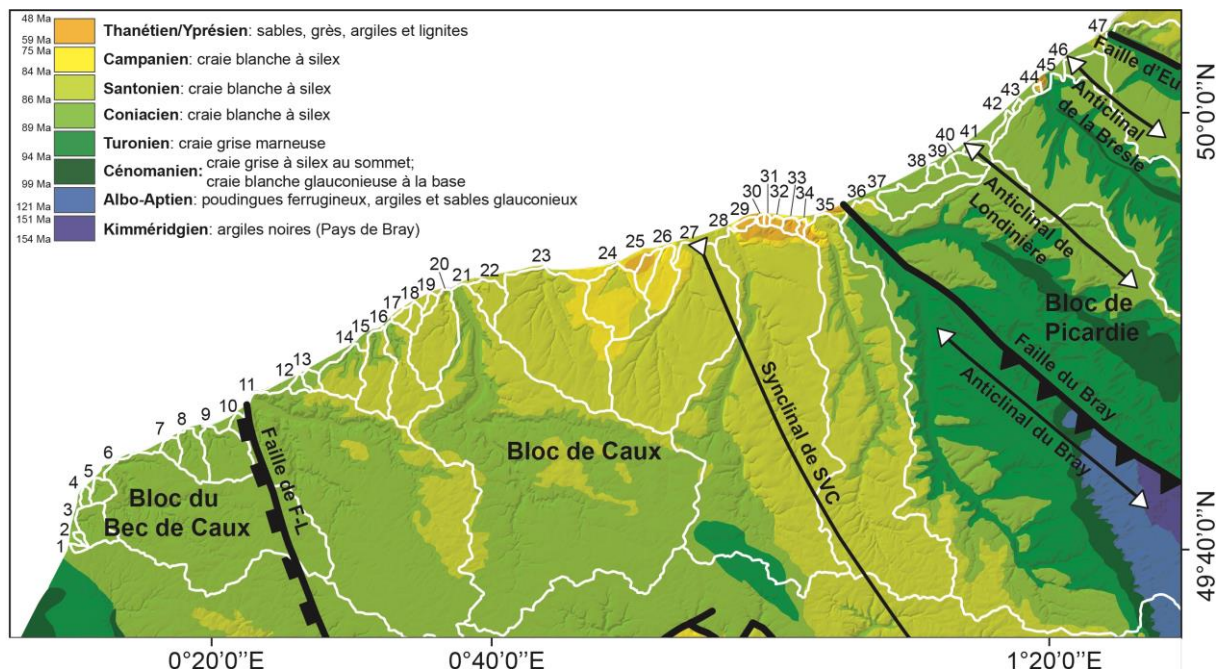 48 Ma
59 Ma
75 Ma
84 Ma
86 Ma
89 Ma
94 Ma
99 Ma
121 Ma
151 Ma
154 Ma
Thanétien/Yprésien: sables, grès, argiles et lignites
Campanien: craie blanche à silex
Santonien: craie blanche à silex
Coniacien: craie blanche à silex
Turonien: craie grise marneuse
Cénomanien: craie grise à silex au sommet;
craie blanche glauconieuse à la base
Albo-Aptien: poudingues ferrugineux, argiles et sables glauconieux
Kimméridgien: argiles noires (Pays de Bray)
1
2
3
4
5
6
7
8
9
10
11
12
13
14
15
16
17
18
19
20
21
22
23
24
25
26
27
28
29
30
31
32
33
34
35
36
37
38
39
40
41
42
43
44
45
46
47
Faille d'Eu
Anticlinal
de la Bresle
Anticlinal de
Londinière
Bloc de
Picardie
Faille du Bray
Anticlinal du Bray
Synclinal de SVC
Bloc de Caux
Faille de F-L
Bloc du
Bec de Caux
50°0'0"N
49°40'0"N
0°20'0"E
0°40'0"E
1°20'0"E